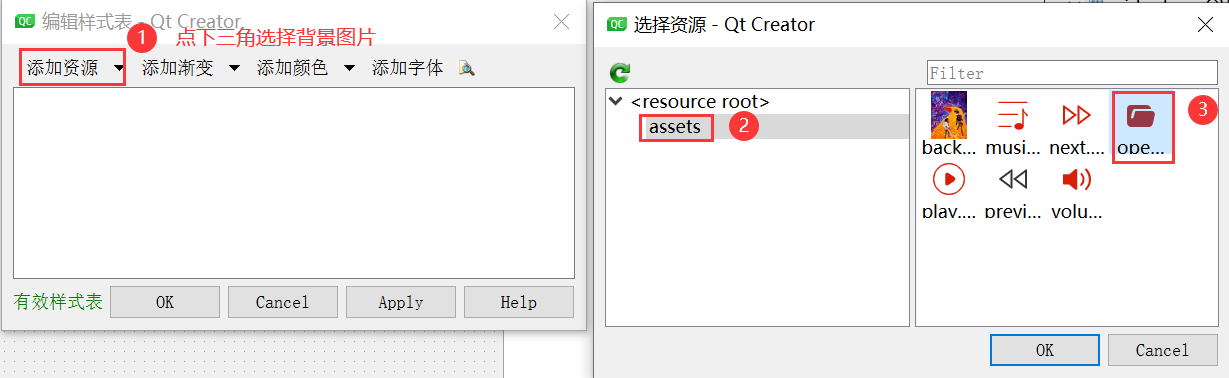 编辑样式表 - Qt Creator
1 点下三角选择背景图片
添加资源 添加渐变 添加颜色 添加字体
有效样式表 OK Cancel Apply Help
选择资源 - Qt Creator
Filter
<resource root>
assets 2
back... musi... next.... ope... 3
play.... previ... volu...
OK Cancel